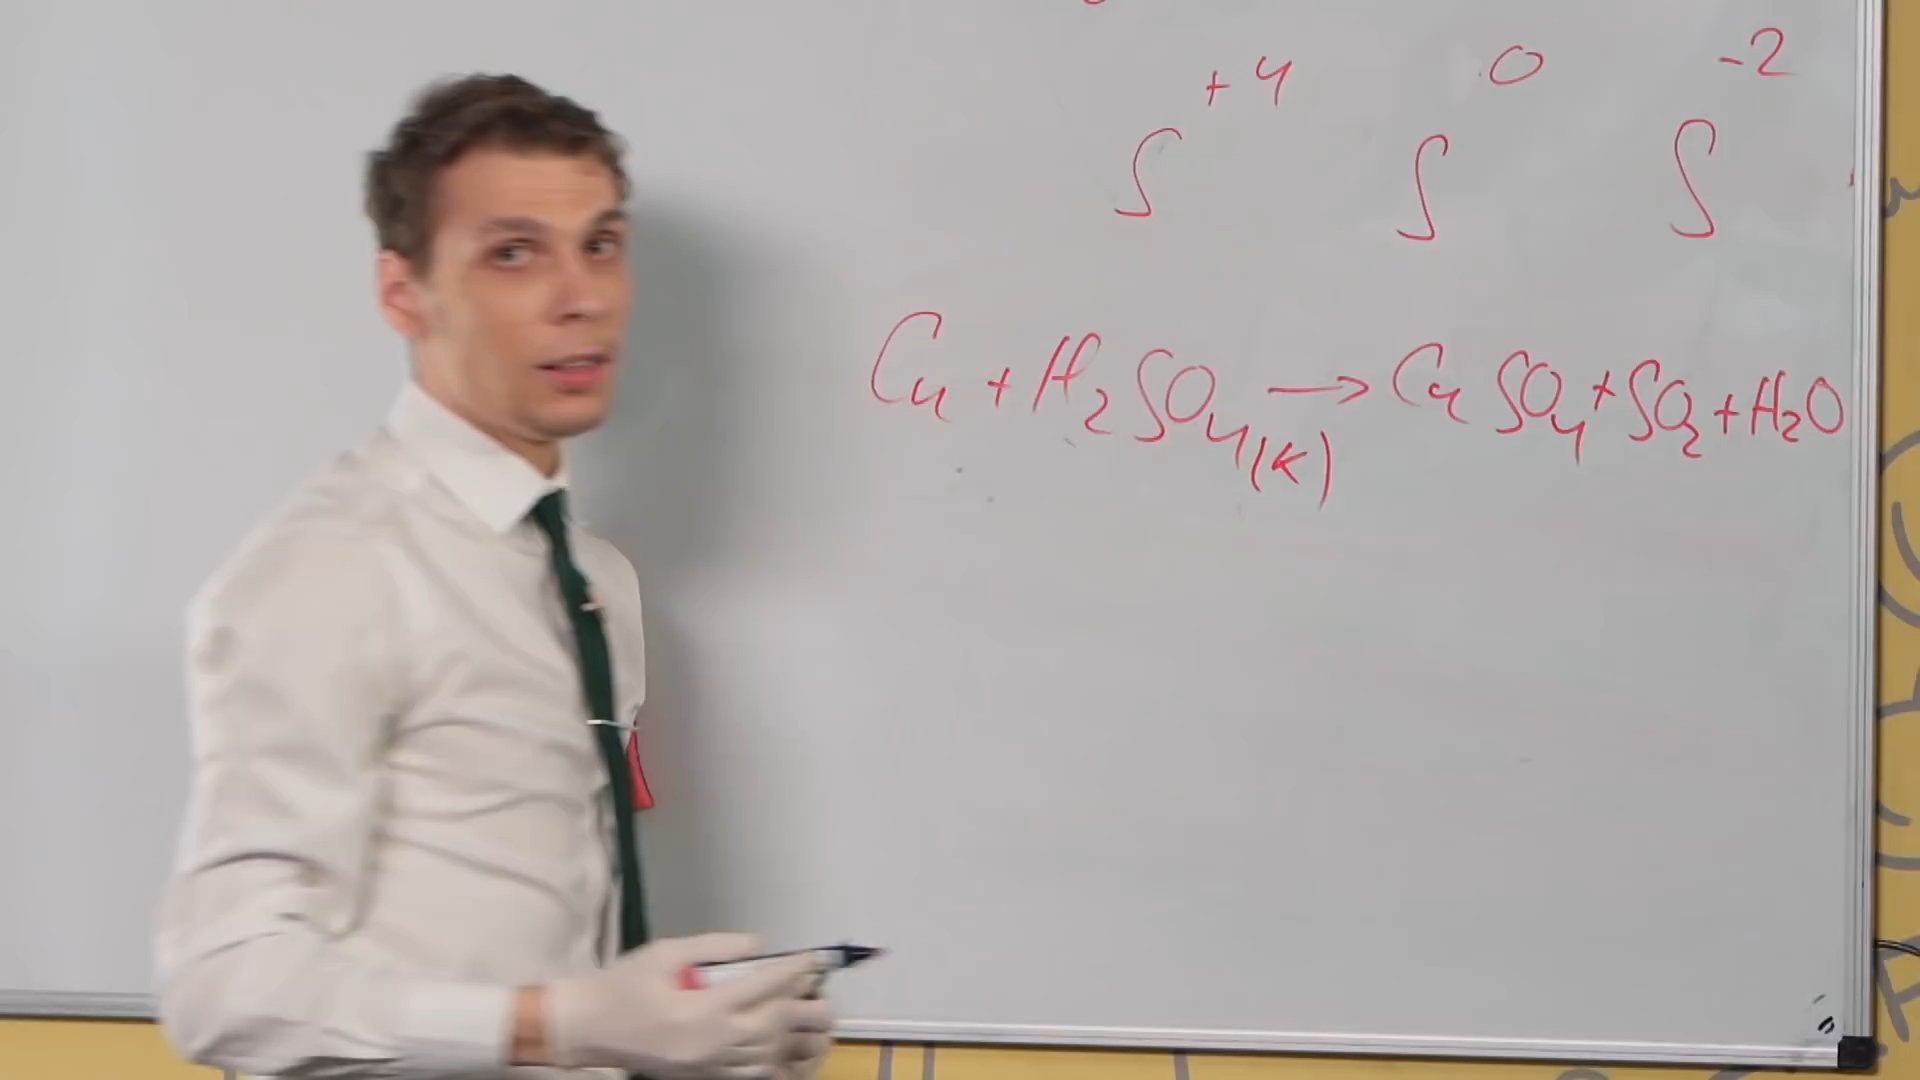 +4 0 -2
S S S
Cu + H2SO4(к) → CuSO4 + SO2 + H2O